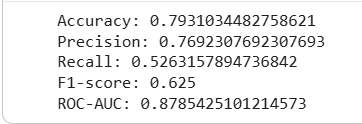 Accuracy: 0.7931034482758621
Precision: 0.7692307692307693
Recall: 0.5263157894736842
F1-score: 0.625
ROC-AUC: 0.8785425101214573